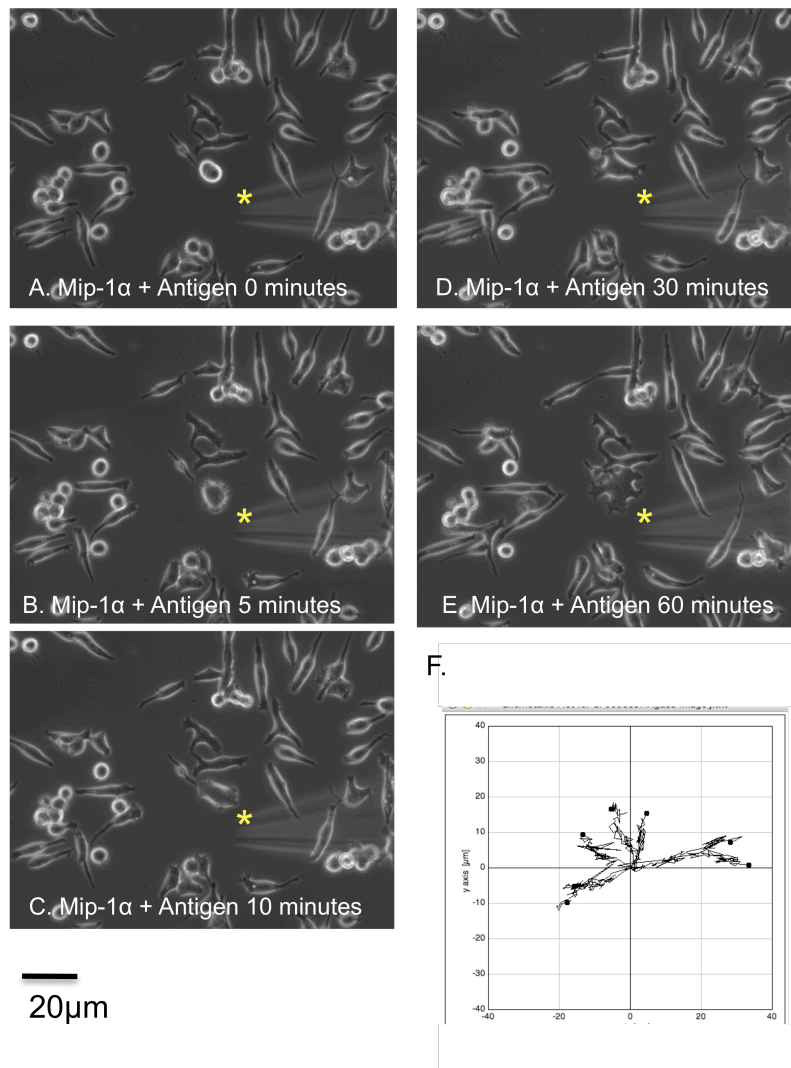 A. Mip-1α + Antigen 0 minutes
D. Mip-1α + Antigen 30 minutes
B. Mip-1α + Antigen 5 minutes
E. Mip-1α + Antigen 60 minutes
C. Mip-1α + Antigen 10 minutes
*
*
*
*
*
20µm
F.
40
30
20
10
0
-10
-20
-30
-40
y axis [µm]
-40 -20 0 20 40